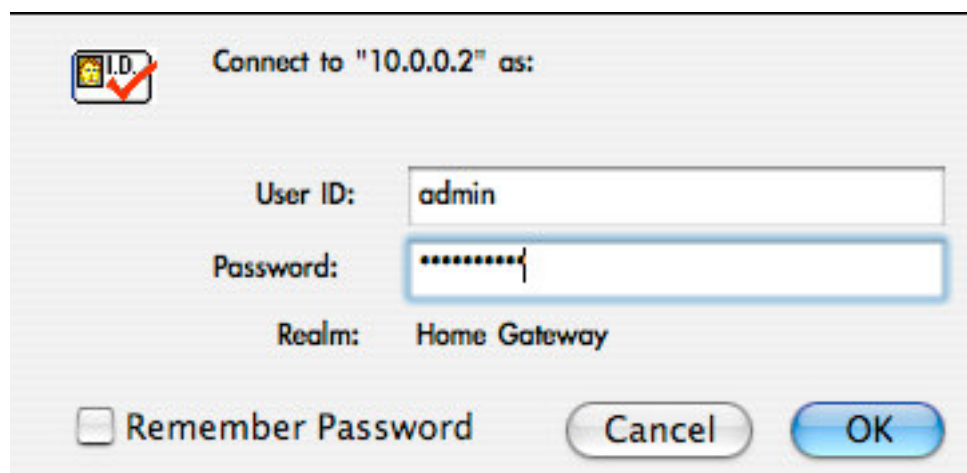 I.D.
Connect to "10.0.0.2" as:
User ID: admin
Password: ••••••••••
Realm: Home Gateway
Remember Password
Cancel
OK